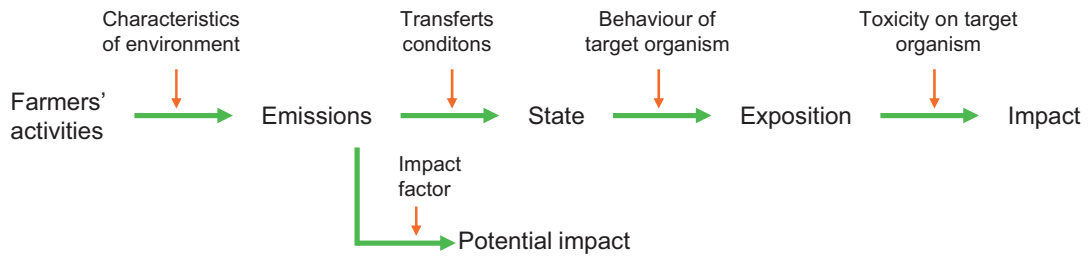 Characteristics
of environment
Transferts
conditons
Behaviour of
target organism
Toxicity on target
organism
Farmers’
activities
Emissions
State
Exposition
Impact
Impact
factor
Potential impact